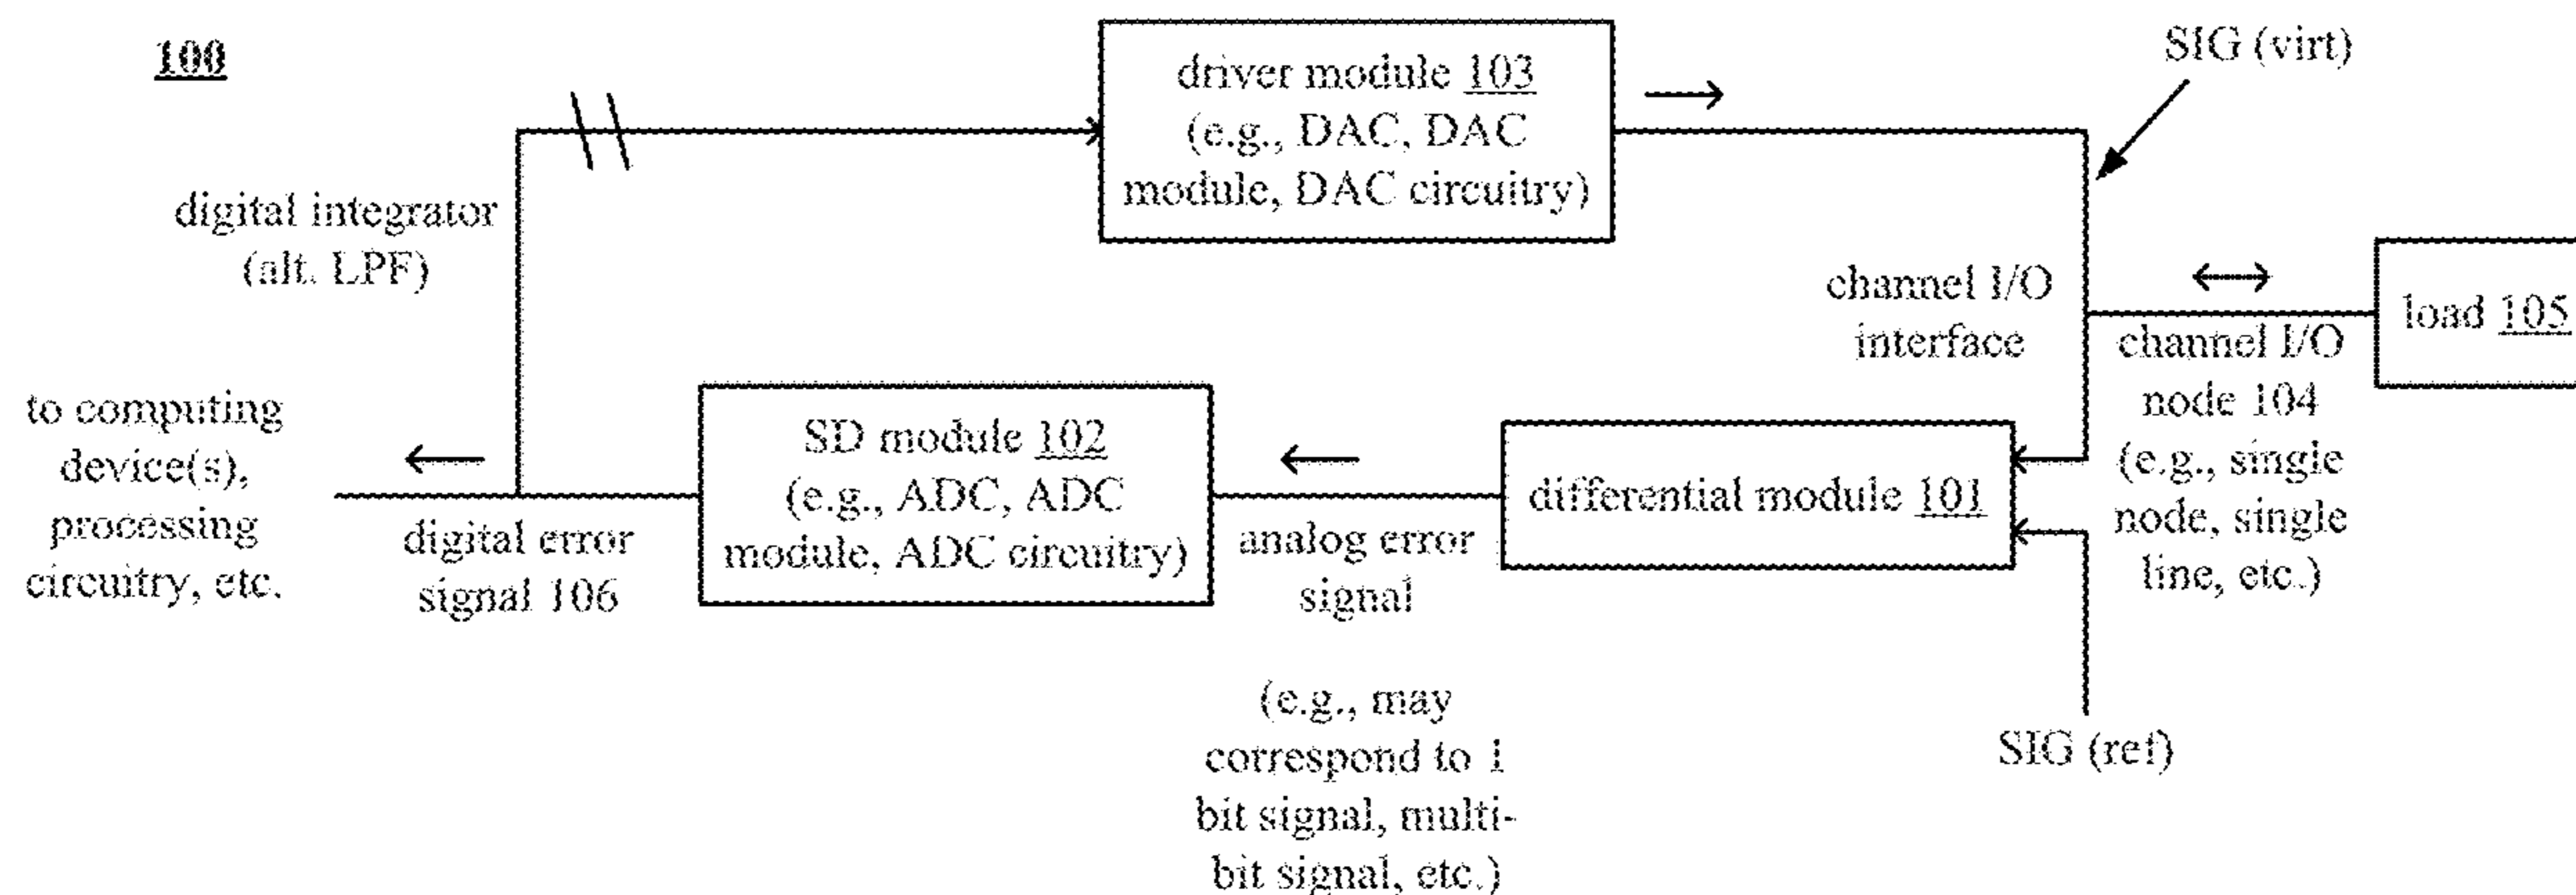 100
driver module 103
(e.g., DAC, DAC
module, DAC circuitry)
SIG (virt)
digital integrator
(alt. LPF)
channel I/O
interface
load 105
channel I/O
node 104
(e.g., single
node, single
line, etc.)
to computing
device(s),
processing
circuitry, etc.
digital error
signal 106
SD module 102
(e.g., ADC, ADC
module, ADC circuitry)
analog error
signal
(e.g., may
correspond to 1
bit signal, multi-
bit signal, etc.)
differential module 101
SIG (ref)